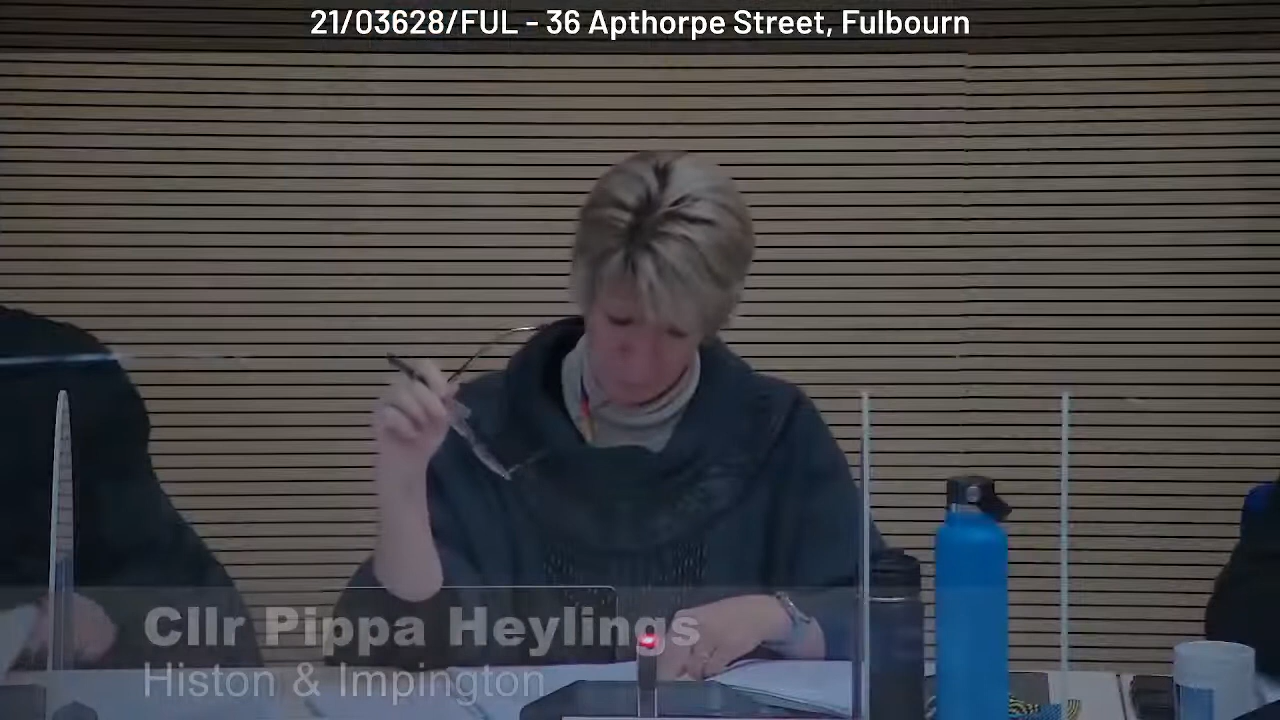 21/03628/FUL - 36 Apthorpe Street, Fulbourn
Cllr Pippa Heylings
Histon & Impington